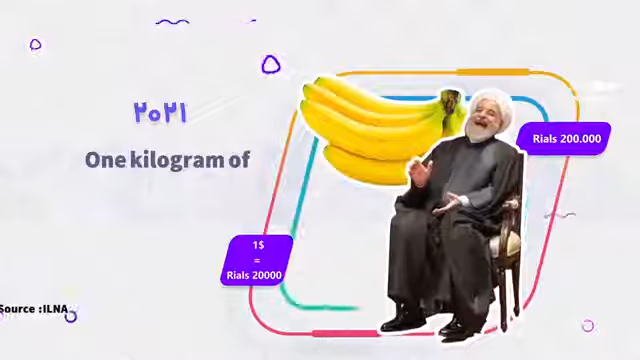 ۲۰۲۱
One kilogram of
Rials 200.000
1$
=
Rials 20000
Source :ILNA